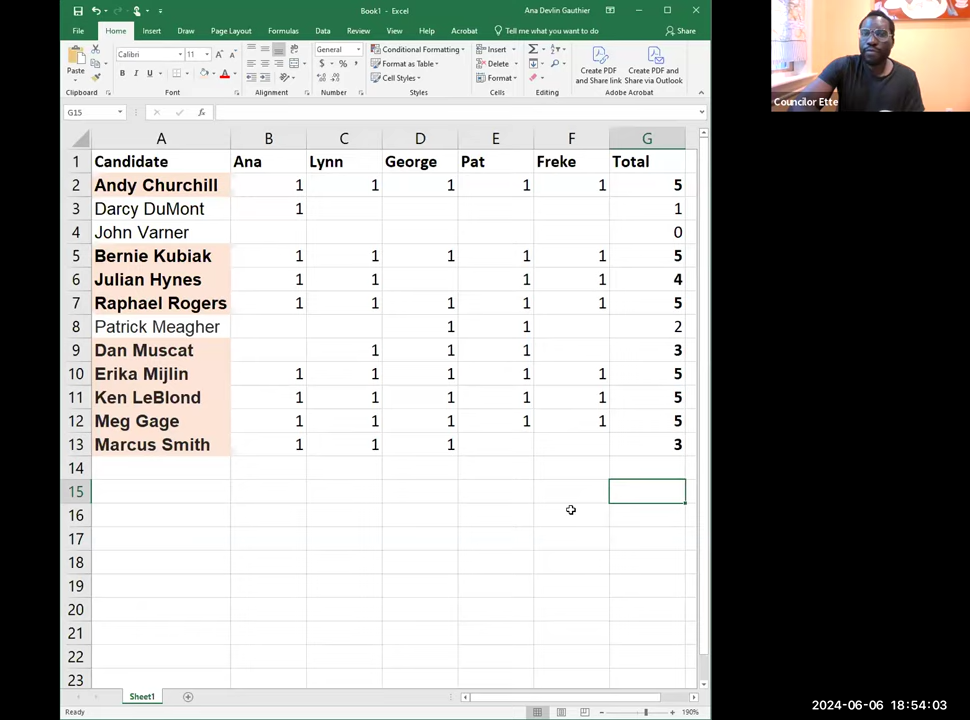 Book1 - Excel
Ana Devlin Gauthier
File Home Insert Draw Page Layout Formulas Data Review View Acrobat Tell me what you want to do Share
Paste
Calibri 11
General
Conditional Formatting
Format as Table
Cell Styles
Insert
Delete
Format
Create PDF and Share via Outlook
Create PDF
Clipboard Font Alignment Number Styles Cells Editing Adobe Acrobat
G15
A B C D E F G
1 Candidate Ana Lynn George Pat Freke Total
2 Andy Churchill 1 1 1 1 1 5
3 Darcy DuMont 1 1
4 John Varner 0
5 Bernie Kubiak 1 1 1 1 1 5
6 Julian Hynes 1 1 1 1 4
7 Raphael Rogers 1 1 1 1 1 5
8 Patrick Meagher 1 1 2
9 Dan Muscat 1 1 1 3
10 Erika Mijlin 1 1 1 1 1 5
11 Ken LeBlond 1 1 1 1 1 5
12 Meg Gage 1 1 1 1 1 5
13 Marcus Smith 1 1 1 3
14
15
16
17
18
19
20
21
22
23
Sheet1
Ready
190%
Councilor Ette
2024-06-06 18:54:03